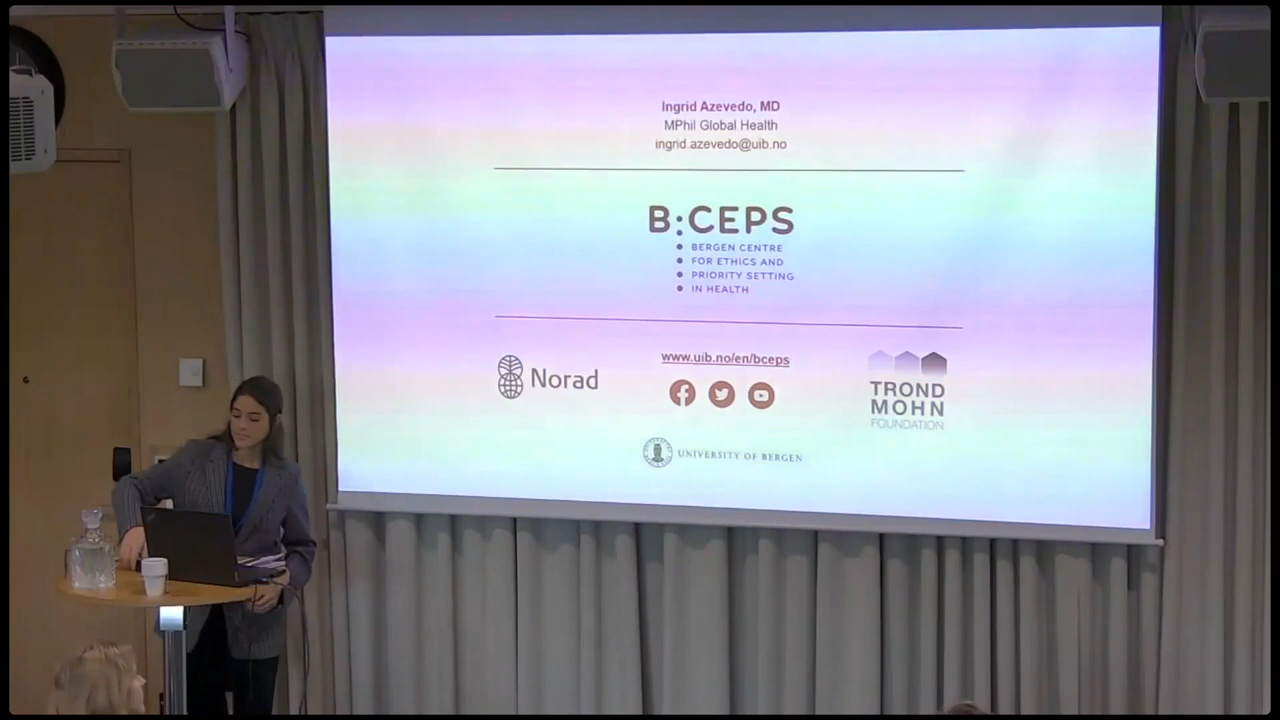 Ingrid Azevedo, MD
MPhil Global Health
ingrid.azevedo@uib.no
B:CEPS
BERGEN CENTRE
FOR ETHICS AND
PRIORITY SETTING
IN HEALTH
Norad
www.uib.no/en/bceps
TROND
MOHN
FOUNDATION
UNIVERSITY OF BERGEN